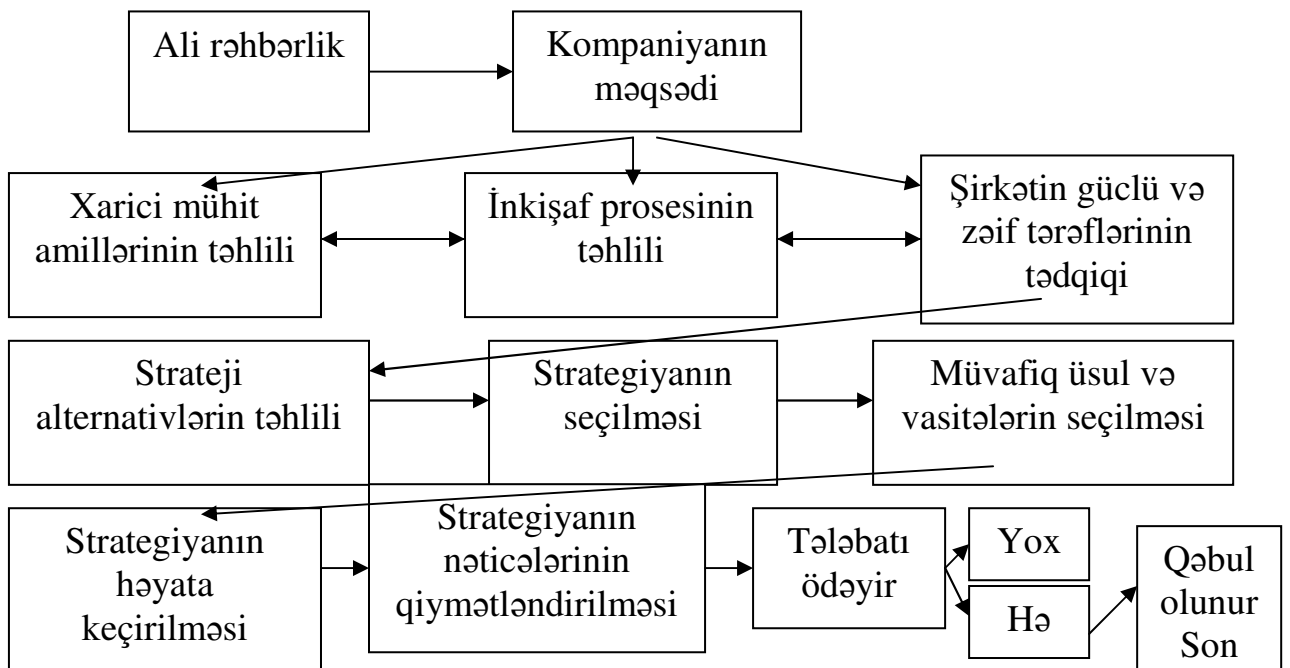 Ali rəhbərlik
Kompaniyanın
məqsədi
Xarici mühit
amillərinin təhlili
İnkişaf prosesinin
təhlili
Şirkətin güclü və
zəif tərəflərinin
tədqiqi
Strateji
alternativlərin təhlili
Strategiyanın
seçilməsi
Müvafiq üsul və
vasitələrin seçilməsi
Strategiyanın
həyata
keçirilməsi
Strategiyanın
nəticələrinin
qiymətləndirilməsi
Tələbatı
ödəyir
Yox
Hə
Qəbul
olunur
Son